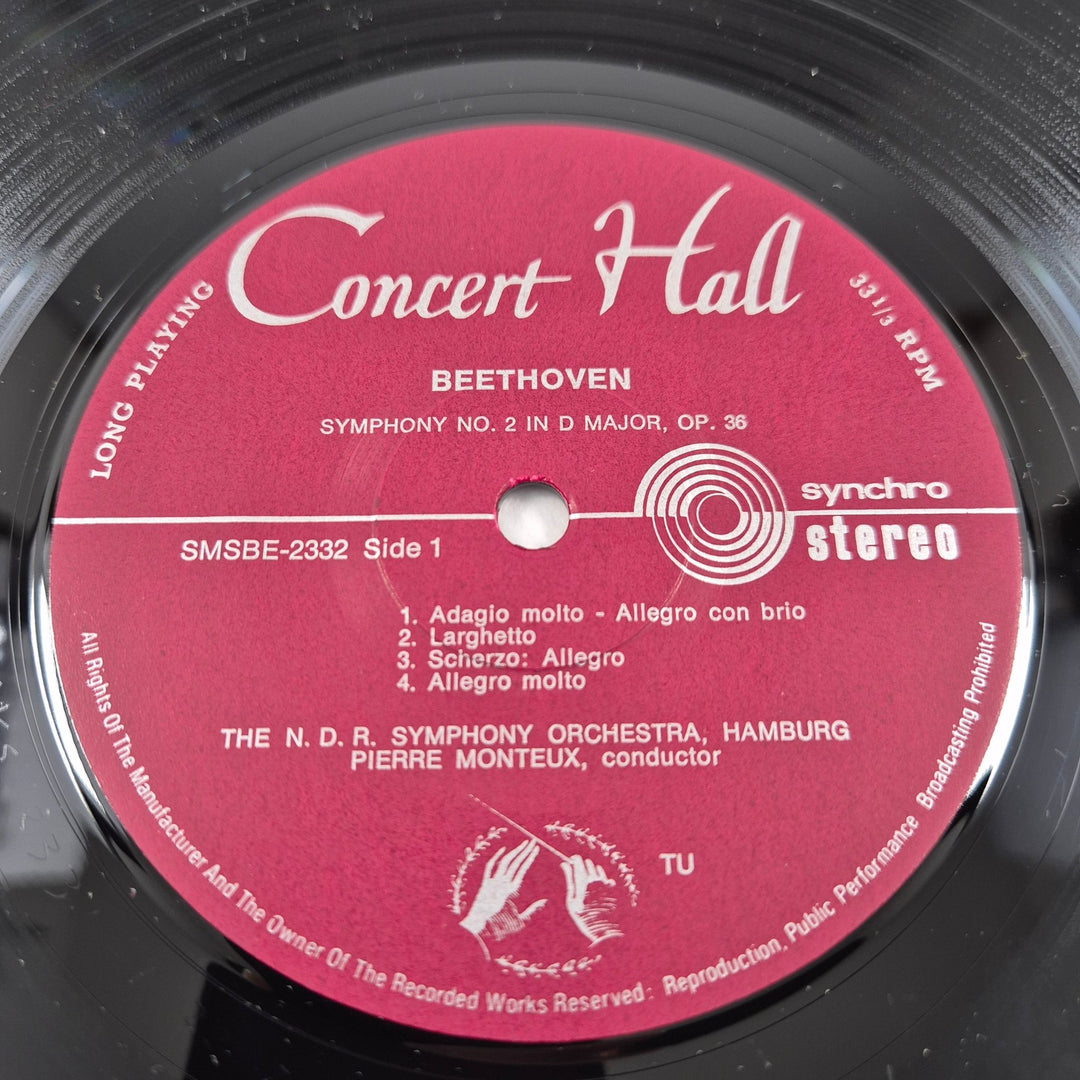 Concert Hall
LONG PLAYING
33 1/3 RPM
BEETHOVEN
SYMPHONY NO. 2 IN D MAJOR, OP. 36
synchro
stereo
SMSBE-2332 Side 1
1. Adagio molto - Allegro con brio
2. Larghetto
3. Scherzo: Allegro
4. Allegro molto
THE N. D. R. SYMPHONY ORCHESTRA, HAMBURG
PIERRE MONTEUX, conductor
TU
All Rights Of The Manufacturer And The Owner Of The Recorded Works Reserved: Reproduction, Public Performance Broadcasting Prohibited